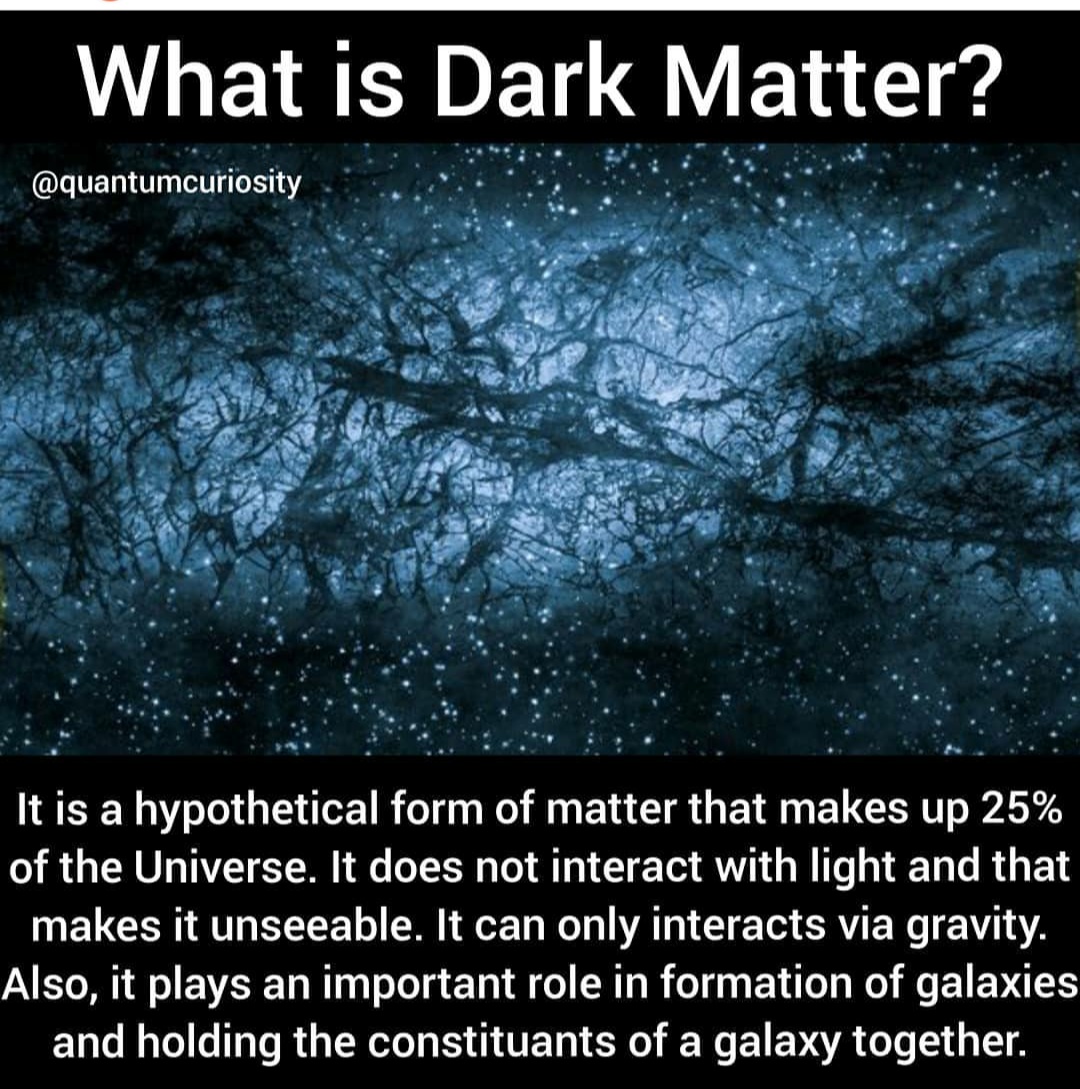 What is Dark Matter?
@quantumcuriosity
It is a hypothetical form of matter that makes up 25%
of the Universe. It does not interact with light and that
makes it unseeable. It can only interacts via gravity.
Also, it plays an important role in formation of galaxies
and holding the constituants of a galaxy together.